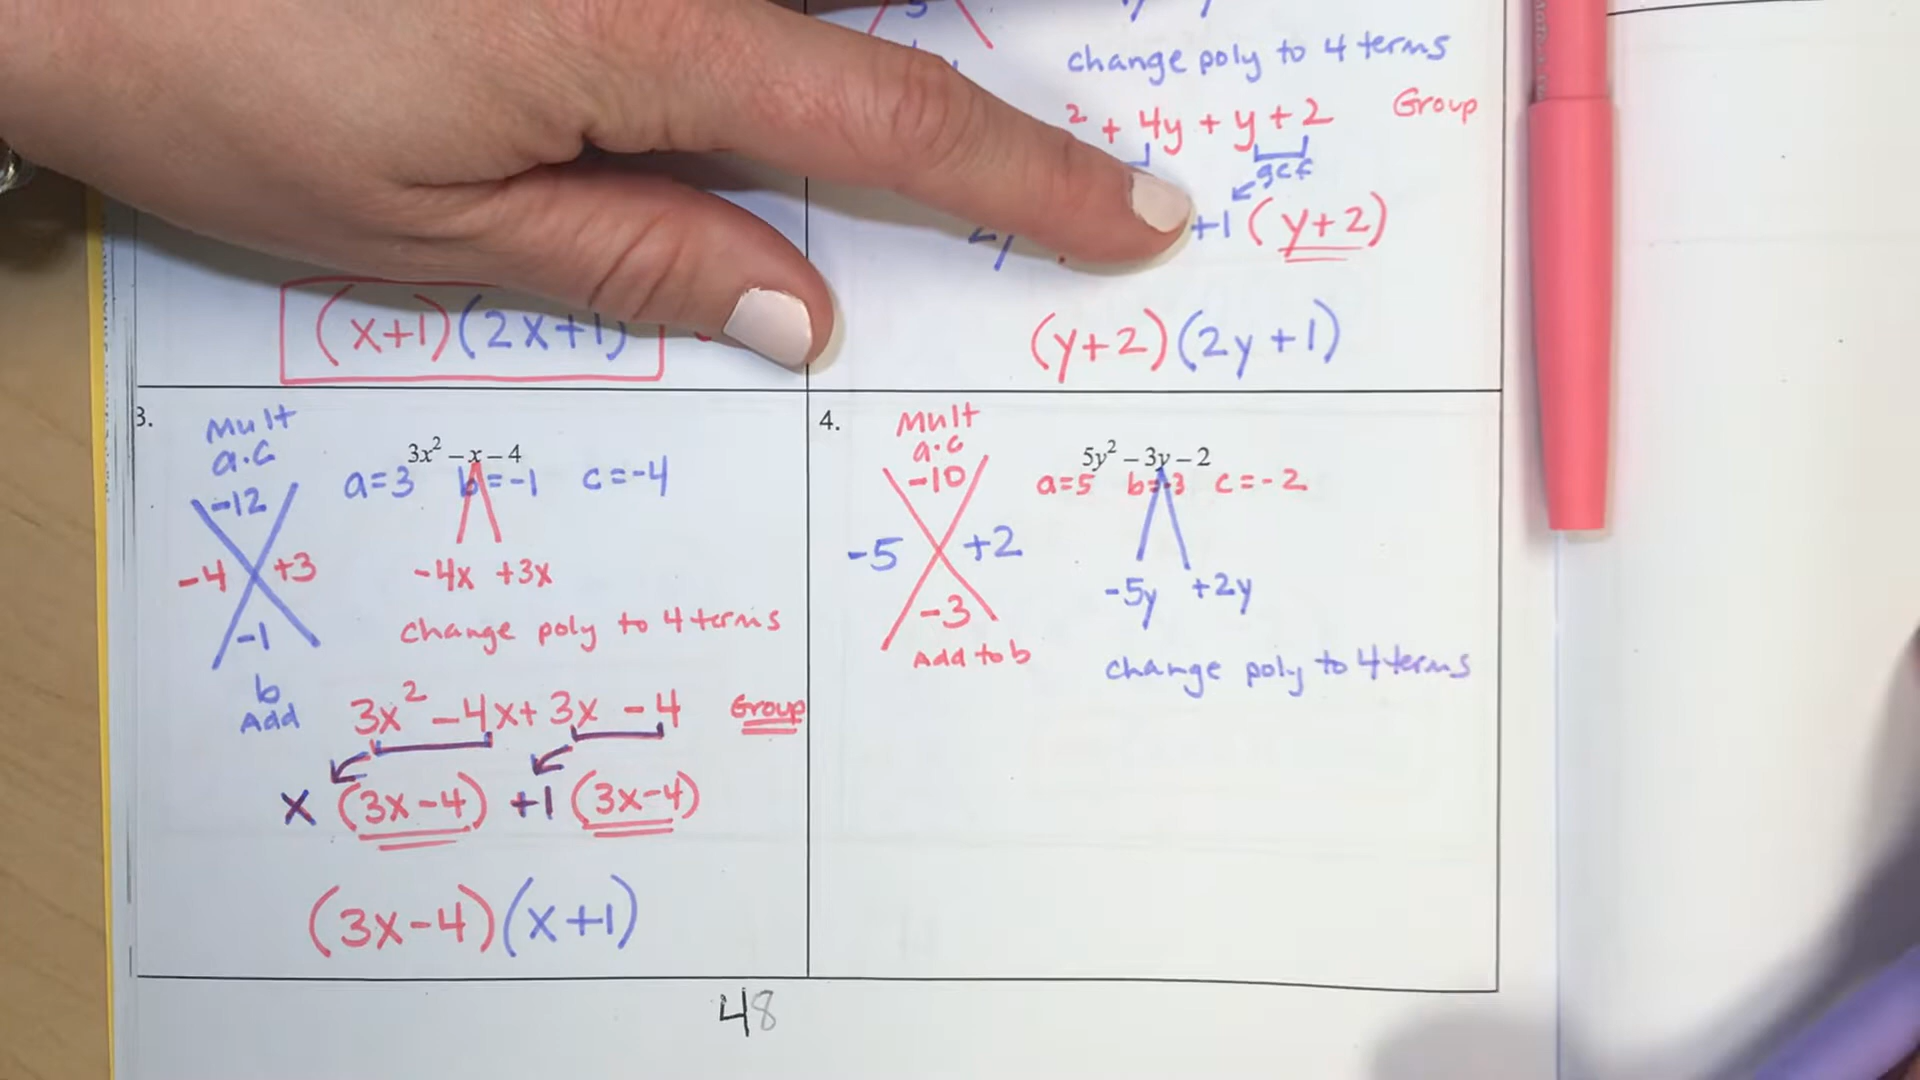 change poly to 4 terms
2 + 4y + y + 2 Group
gcf
+1 (y+2)
(x+1)(2x+1)
(y+2)(2y+1)
3.
Mult
a·c
3x² – x – 4
a=3 b=-1 c=-4
-12
-4 +3
-1
b
Add
-4x +3x
change poly to 4 terms
3x² - 4x + 3x - 4 Group
x (3x-4) +1 (3x-4)
(3x-4)(x+1)
4.
Mult
a·c
5y² – 3y – 2
a=5 b=-3 c=-2
-10
-5 +2
-3
Add to b
-5y +2y
change poly to 4 terms
48